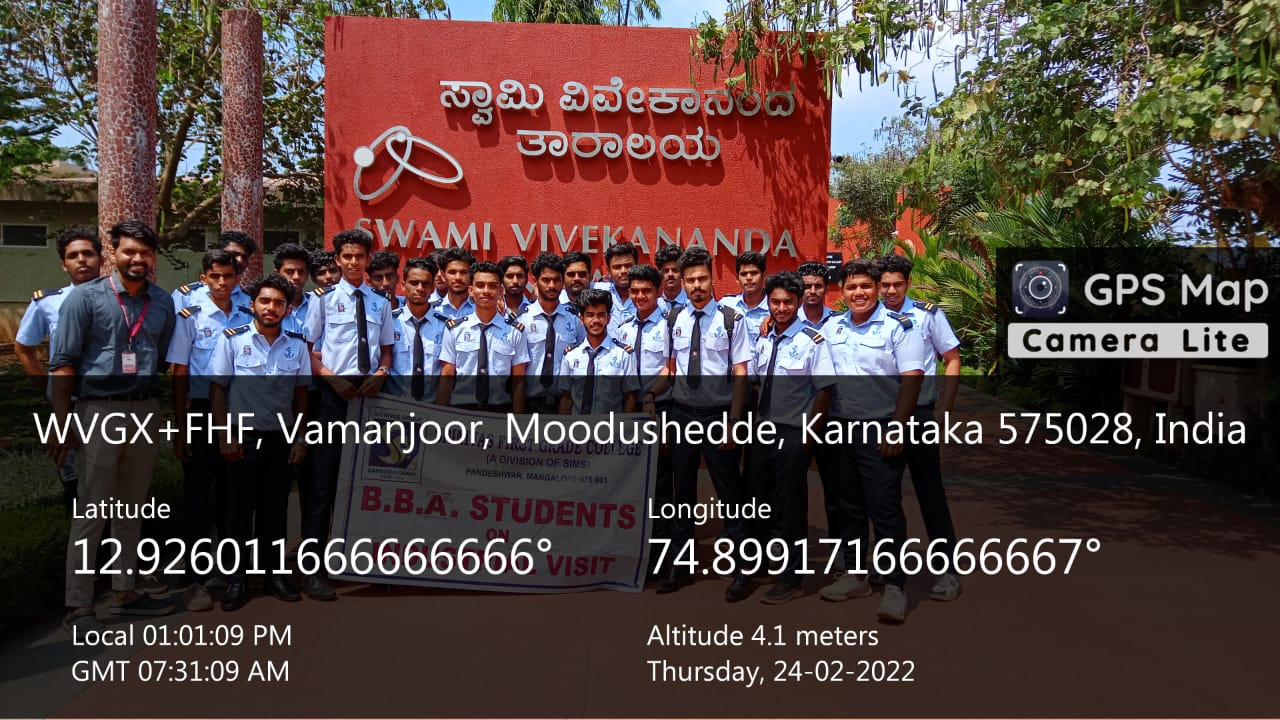 ಸ್ವಾಮಿ ವಿವೇಕಾನಂದ
ತಾರಾಲಯ
SWAMI VIVEKANANDA
GPS Map
Camera Lite
FIRST GRADE COLLEGE
(A DIVISION OF SIMS)
PANDESHWAR, MANGALORE-575 001
B.B.A. STUDENTS
ON
VISIT
WVGX+FHF, Vamanjoor, Moodushedde, Karnataka 575028, India
Latitude
12.926011666666666°
Longitude
74.89917166666667°
Local 01:01:09 PM
GMT 07:31:09 AM
Altitude 4.1 meters
Thursday, 24-02-2022